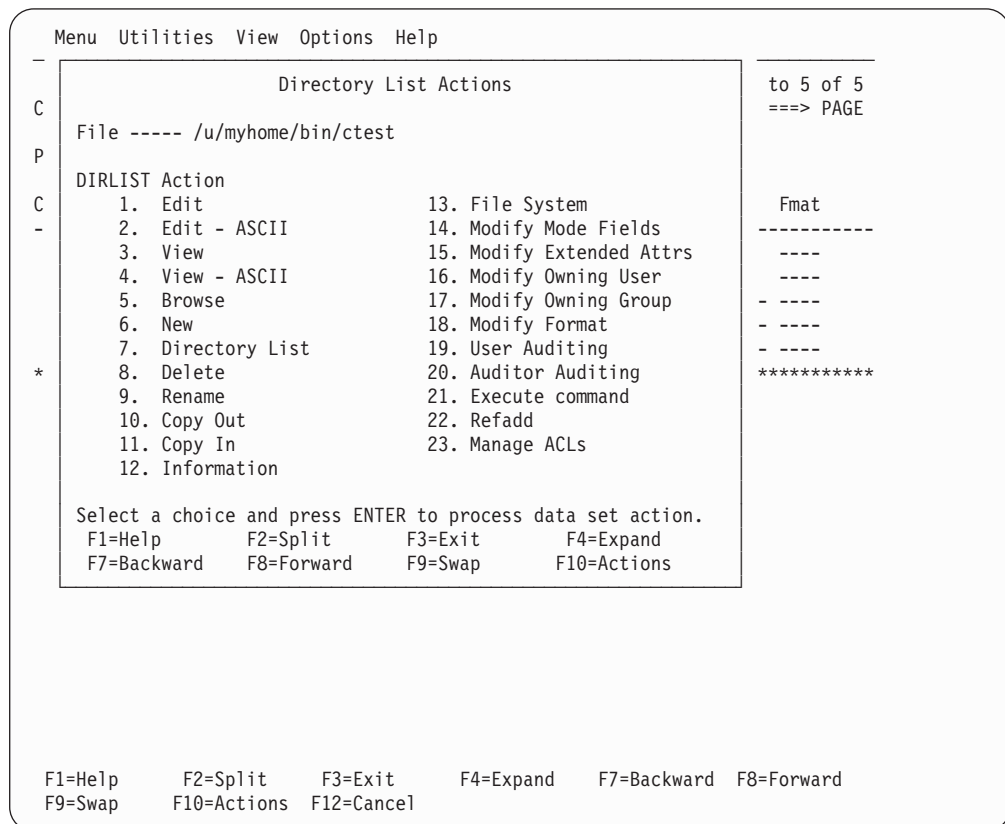 Menu Utilities View Options Help
Directory List Actions to 5 of 5
C ===> PAGE
File ----- /u/myhome/bin/ctest
P
DIRLIST Action
C 1. Edit 13. File System Fmat
- 2. Edit - ASCII 14. Modify Mode Fields -----------
3. View 15. Modify Extended Attrs ----
4. View - ASCII 16. Modify Owning User ----
5. Browse 17. Modify Owning Group - ----
6. New 18. Modify Format - ----
7. Directory List 19. User Auditing - ----
* 8. Delete 20. Auditor Auditing ***********
9. Rename 21. Execute command
10. Copy Out 22. Refadd
11. Copy In 23. Manage ACLs
12. Information
Select a choice and press ENTER to process data set action.
F1=Help F2=Split F3=Exit F4=Expand
F7=Backward F8=Forward F9=Swap F10=Actions
F1=Help F2=Split F3=Exit F4=Expand F7=Backward F8=Forward
F9=Swap F10=Actions F12=Cancel